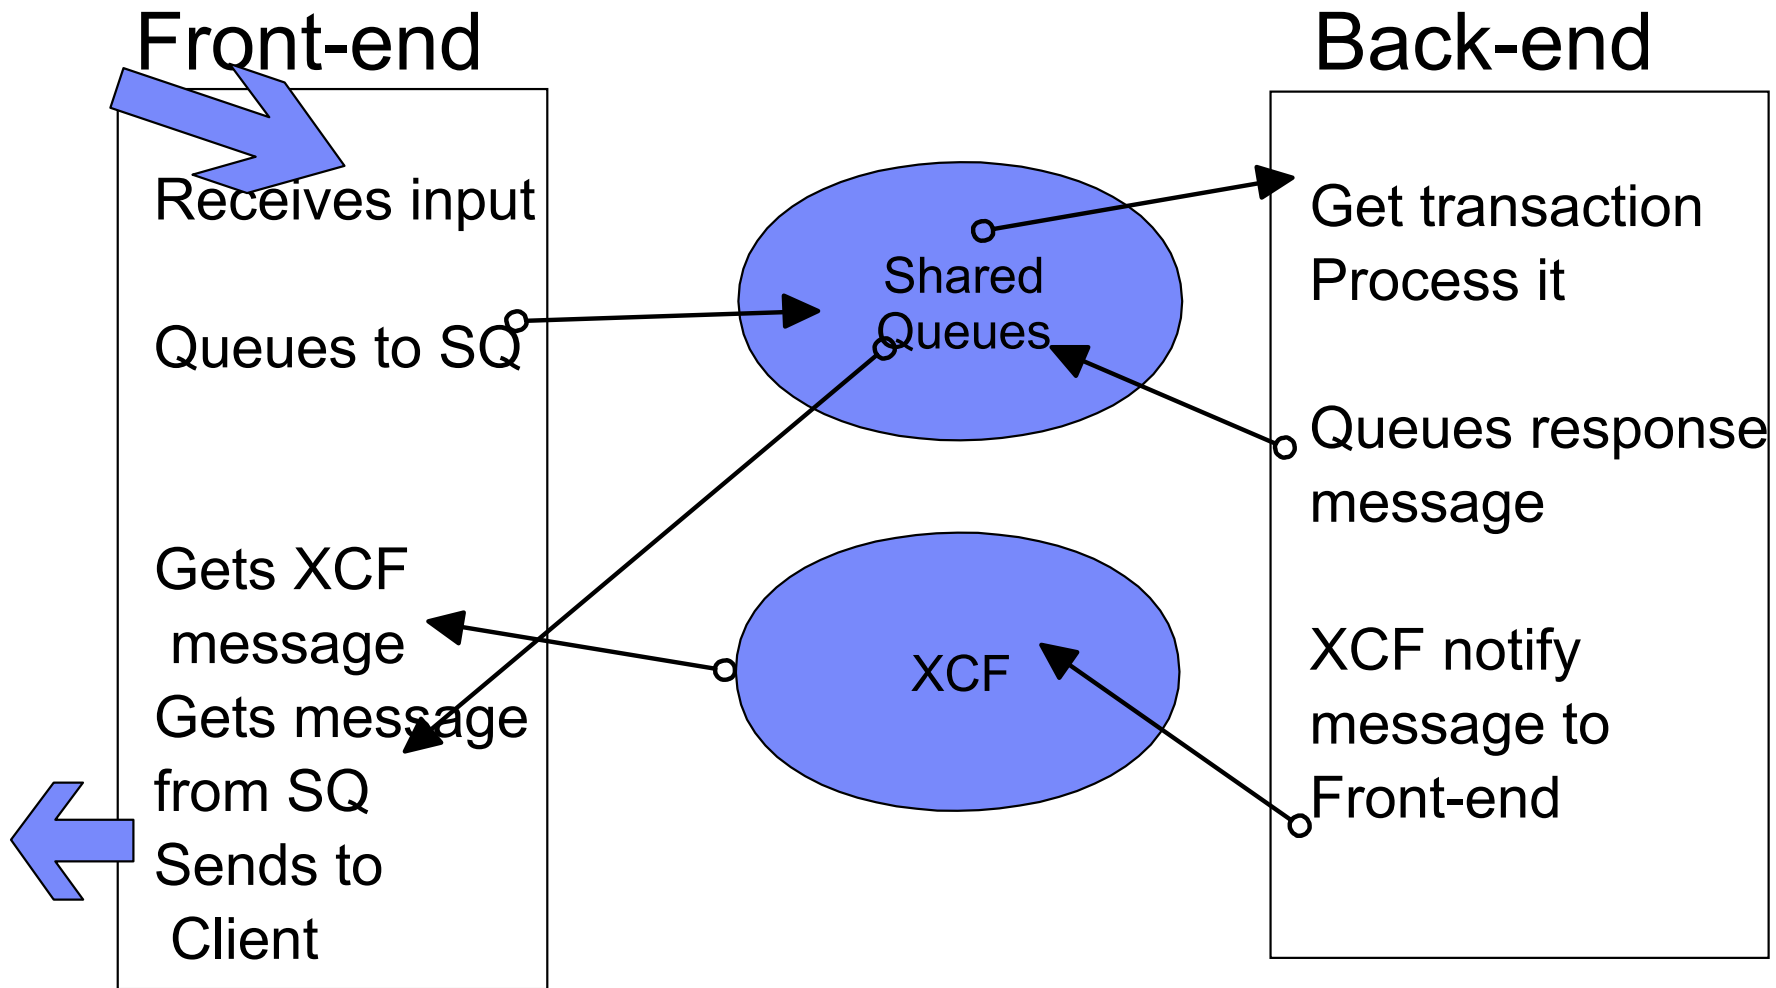 Front-end
Receives input
Queues to SQ
Gets XCF
message
Gets message
from SQ
Sends to
Client
Shared
Queues
XCF
Back-end
Get transaction
Process it
Queues response
message
XCF notify
message to
Front-end